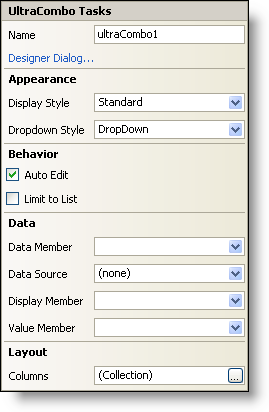 UltraCombo Tasks
Name ultraCombo1
Designer Dialog...
Appearance
Display Style Standard
Dropdown Style DropDown
Behavior
Auto Edit
Limit to List
Data
Data Member
Data Source (none)
Display Member
Value Member
Layout
Columns (Collection) ...